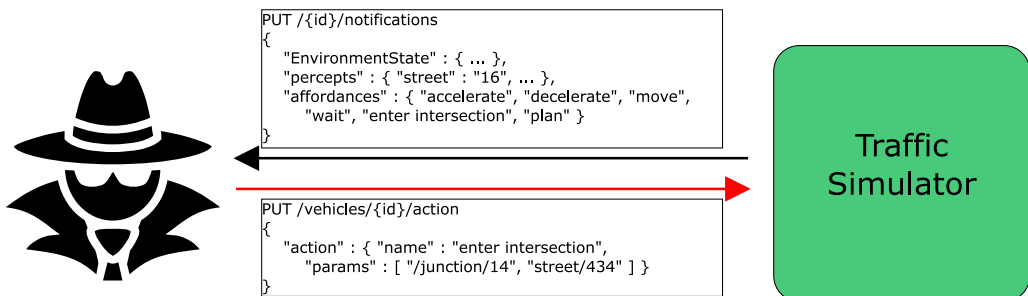 PUT /{id}/notifications
{
"EnvironmentState" : { ... },
"percepts" : { "street" : "16", ... },
"affordances" : { "accelerate", "decelerate", "move",
"wait", "enter intersection", "plan" }
}
PUT /vehicles/{id}/action
{
"action" : { "name" : "enter intersection",
"params" : [ "/junction/14", "street/434" ] }
}
Traffic
Simulator